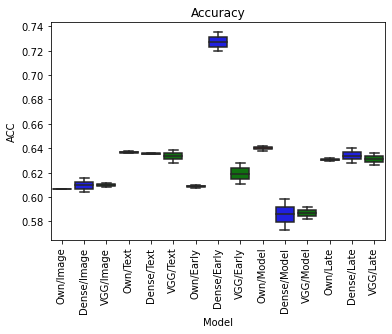 Accuracy
0.74
0.72
0.70
0.68
0.66
0.64
0.62
0.60
0.58
ACC
Own/Image
Dense/Image
VGG/Image
Own/Text
Dense/Text
VGG/Text
Own/Early
Dense/Early
VGG/Early
Own/Model
Dense/Model
VGG/Model
Own/Late
Dense/Late
VGG/Late
Model